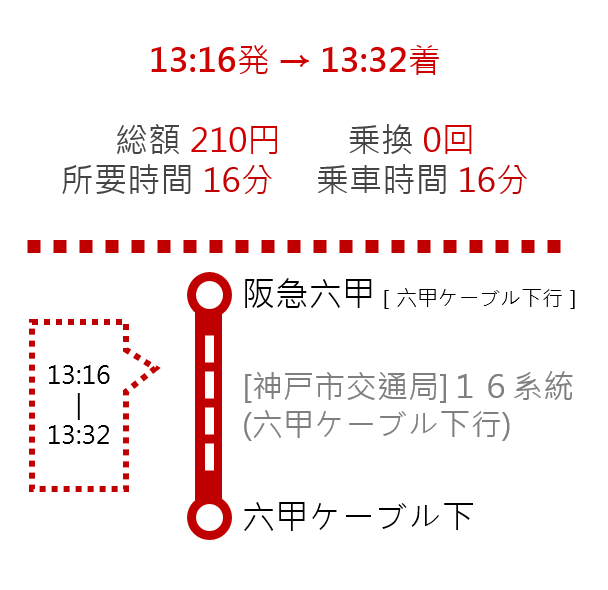 13:16発 → 13:32着
総額 210円 乗換 0回
所要時間 16分 乗車時間 16分
阪急六甲 [ 六甲ケーブル下行 ]
13:16
|
13:32
[神戸市交通局]１６系統
(六甲ケーブル下行)
六甲ケーブル下